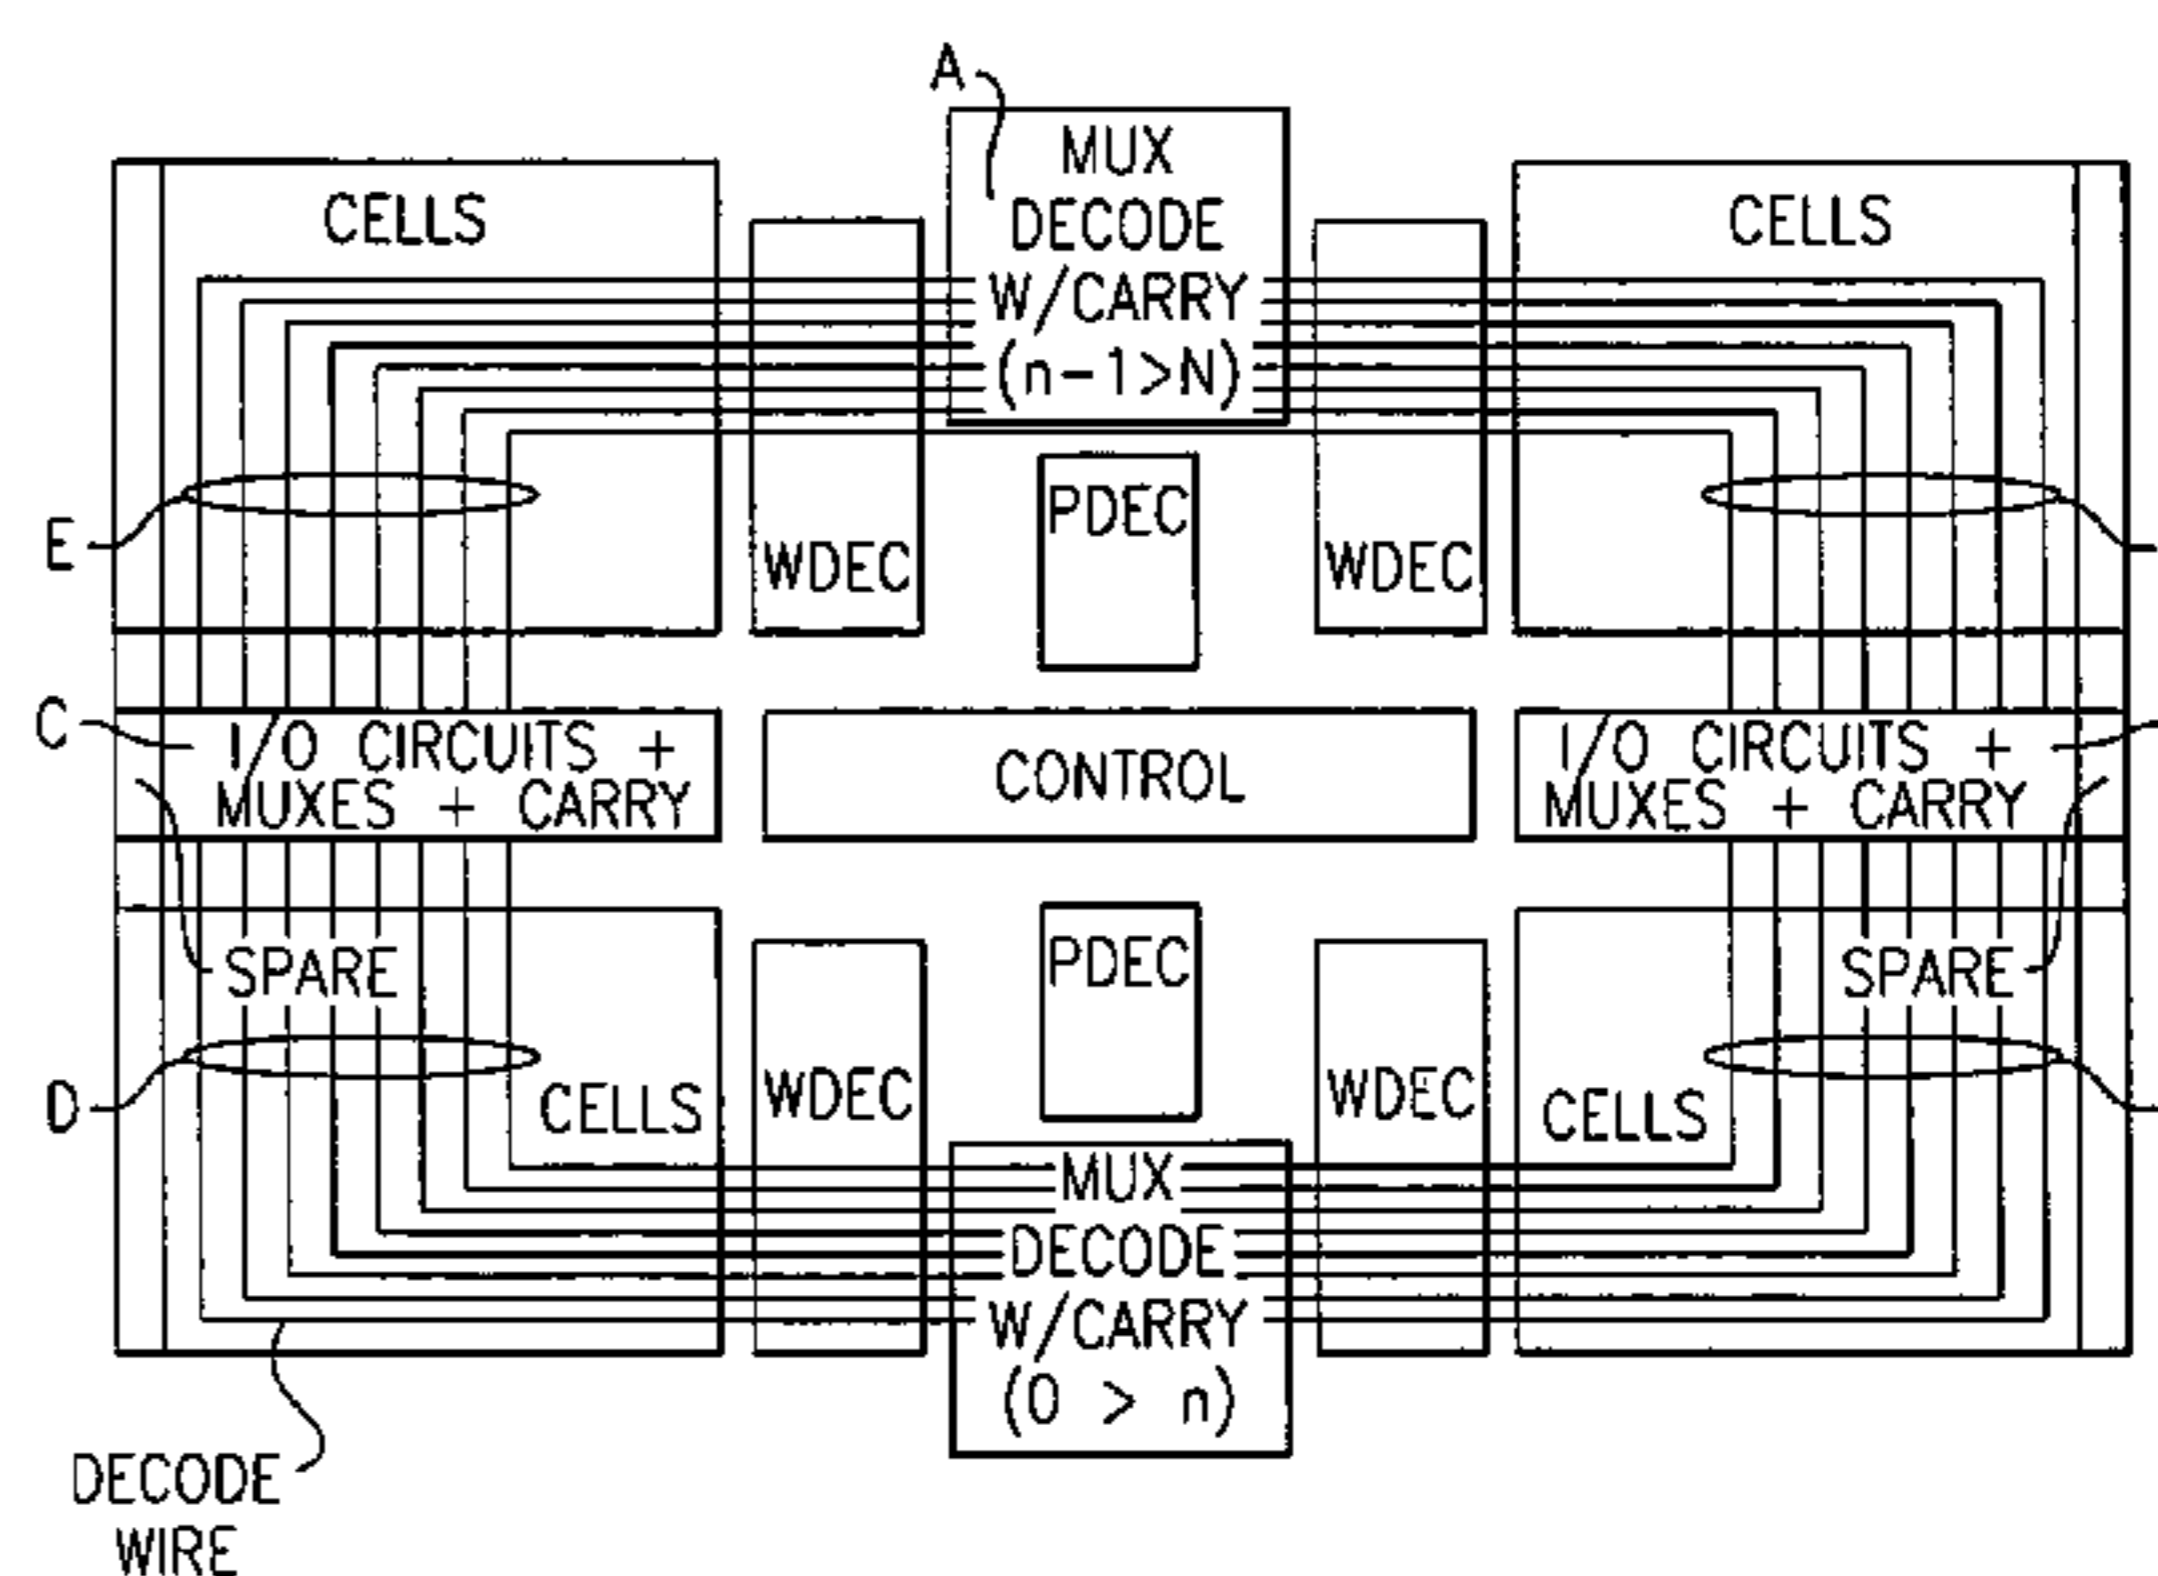 A
MUX
DECODE
W/CARRY
(n-1>N)
CELLS
CELLS
E
WDEC
PDEC
WDEC
C
I/O CIRCUITS +
MUXES + CARRY
CONTROL
I/O CIRCUITS +
MUXES + CARRY
SPARE
PDEC
SPARE
D
CELLS
WDEC
WDEC
CELLS
MUX
DECODE
W/CARRY
(0 > n)
DECODE
WIRE